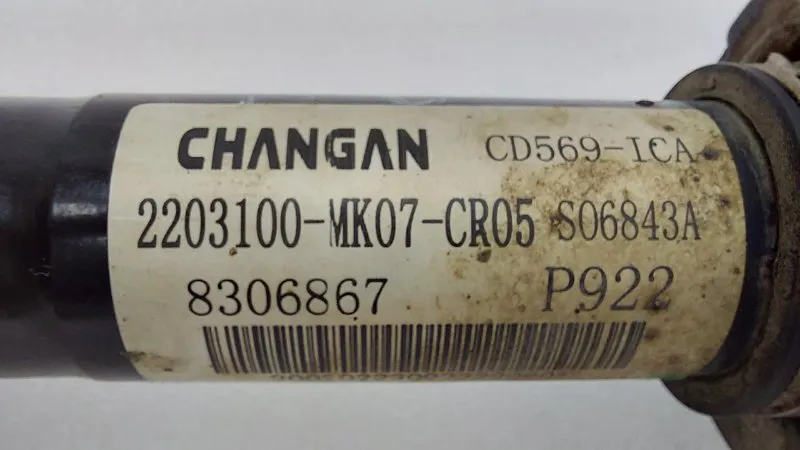 CHANGAN CD569-ICA
2203100-MK07-CR05 S06843A
8306867 P922